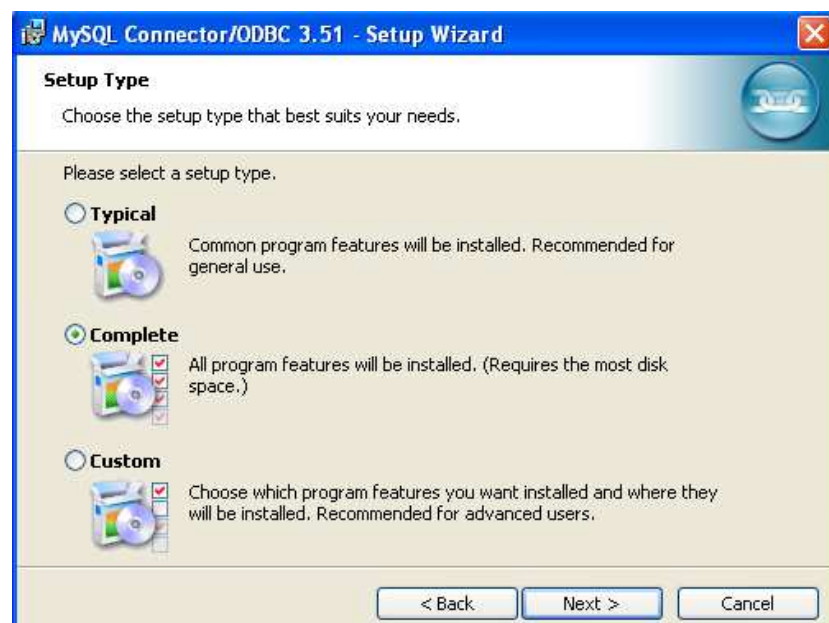 MySQL Connector/ODBC 3.51 - Setup Wizard
Setup Type
Choose the setup type that best suits your needs.
Please select a setup type.
Typical
Common program features will be installed. Recommended for
general use.
Complete
All program features will be installed. (Requires the most disk
space.)
Custom
Choose which program features you want installed and where they
will be installed. Recommended for advanced users.
< Back
Next >
Cancel